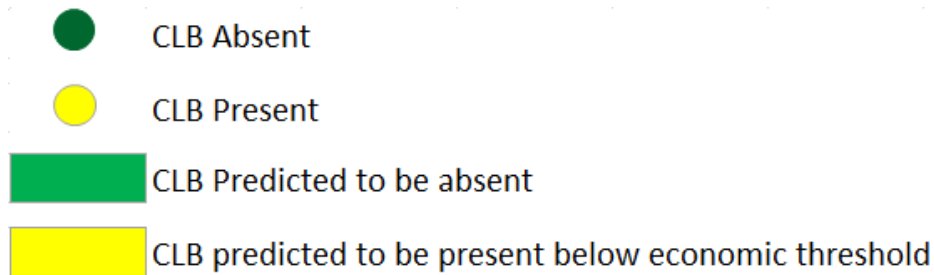 CLB Absent
CLB Present
CLB Predicted to be absent
CLB predicted to be present below economic threshold